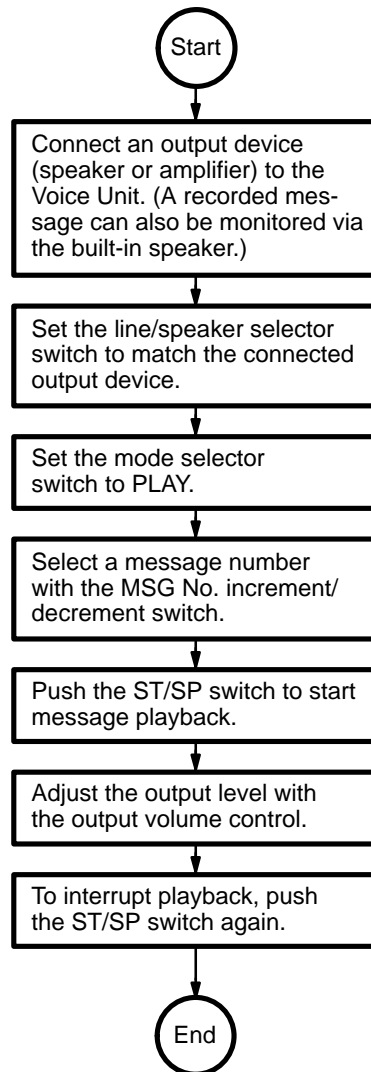 Start
Connect an output device
(speaker or amplifier) to the
Voice Unit. (A recorded mes-
sage can also be monitored via
the built-in speaker.)
Set the line/speaker selector
switch to match the connected
output device.
Set the mode selector
switch to PLAY.
Select a message number
with the MSG No. increment/
decrement switch.
Push the ST/SP switch to start
message playback.
Adjust the output level with
the output volume control.
To interrupt playback, push
the ST/SP switch again.
End